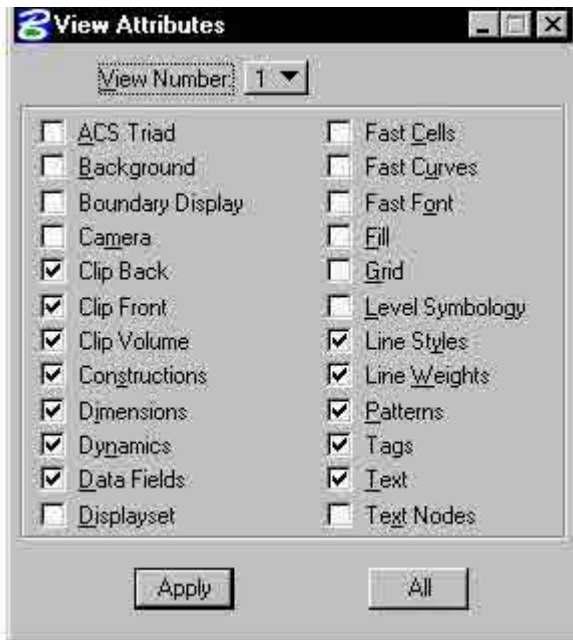 View Attributes
View Number: 1
ACS Triad
Background
Boundary Display
Camera
Clip Back
Clip Front
Clip Volume
Constructions
Dimensions
Dynamics
Data Fields
Displayset
Fast Cells
Fast Curves
Fast Font
Fill
Grid
Level Symbology
Line Styles
Line Weights
Patterns
Tags
Text
Text Nodes
Apply
All